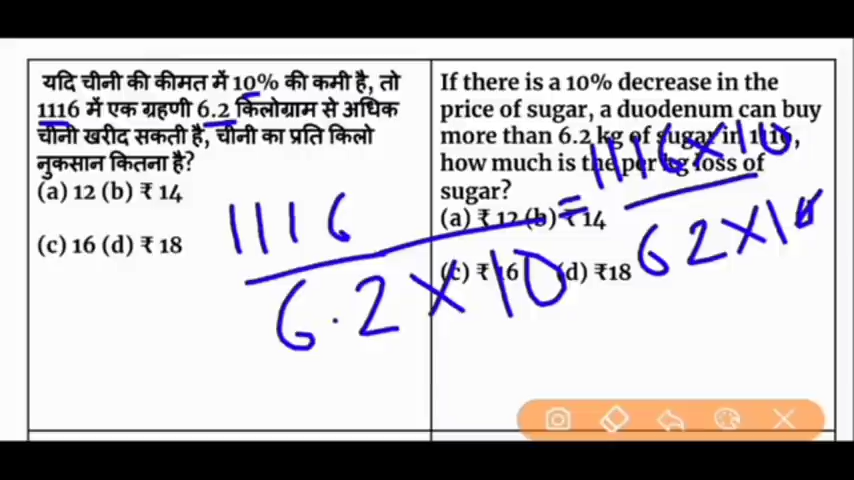 यदि चीनी की कीमत में 10% की कमी है, तो
1116 में एक ग्रहणी 6.2 किलोग्राम से अधिक
चीनी खरीद सकती है, चीनी का प्रति किलो
नुकसान कितना है?
(a) 12 (b) ₹ 14
(c) 16 (d) ₹ 18
If there is a 10% decrease in the
price of sugar, a duodenum can buy
more than 6.2 kg of sugar in 1116,
how much is the per kg loss of
sugar?
(a) ₹ 12 (b) ₹ 14
(c) ₹ 16 (d) ₹18
1116
6.2 X 10
= 1116 X 10
62 X 10